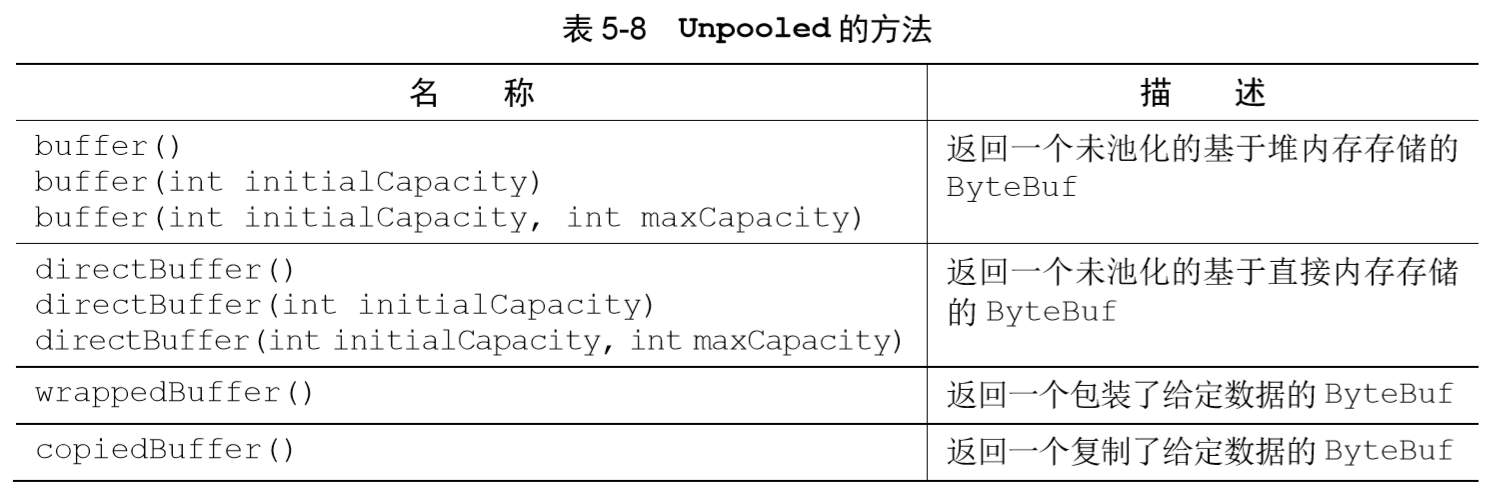 表 5-8 Unpooled 的方法
名 称 描 述
buffer()
buffer(int initialCapacity)
buffer(int initialCapacity, int maxCapacity)
返回一个未池化的基于堆内存存储的
ByteBuf
directBuffer()
directBuffer(int initialCapacity)
directBuffer(int initialCapacity, int maxCapacity)
返回一个未池化的基于直接内存存储
的 ByteBuf
wrappedBuffer()
返回一个包装了给定数据的 ByteBuf
copiedBuffer()
返回一个复制了给定数据的 ByteBuf